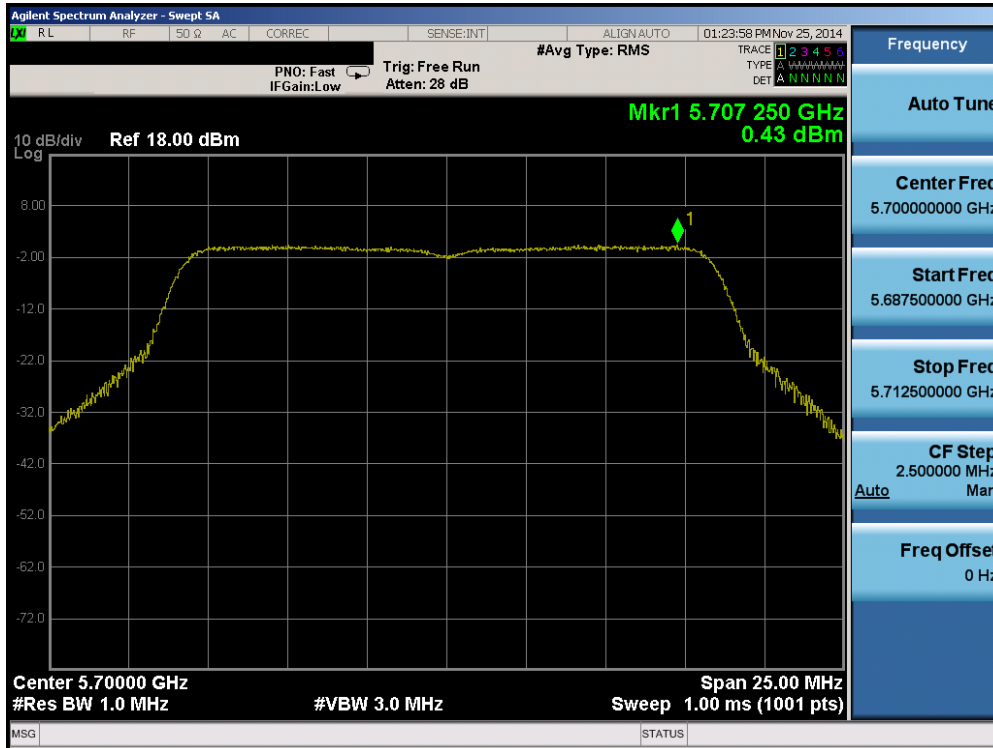 Agilent Spectrum Analyzer - Swept SA
LXI RL RF 50 Ω AC CORREC SENSE:INT ALIGN AUTO 01:23:58 PM Nov 25, 2014
#Avg Type: RMS
TRACE 1 2 3 4 5 6
TYPE A WWWWW
DET A N N N N N
PNO: Fast
IFGain:Low
Trig: Free Run
Atten: 28 dB
Mkr1 5.707 250 GHz
0.43 dBm
10 dB/div Ref 18.00 dBm
Log
1
8.00
-2.00
-12.0
-22.0
-32.0
-42.0
-52.0
-62.0
-72.0
Center 5.70000 GHz Span 25.00 MHz
#Res BW 1.0 MHz #VBW 3.0 MHz Sweep 1.00 ms (1001 pts)
MSG STATUS
Frequency
Auto Tune
Center Freq
5.700000000 GHz
Start Freq
5.687500000 GHz
Stop Freq
5.712500000 GHz
CF Step
2.500000 MHz
Auto Man
Freq Offset
0 Hz